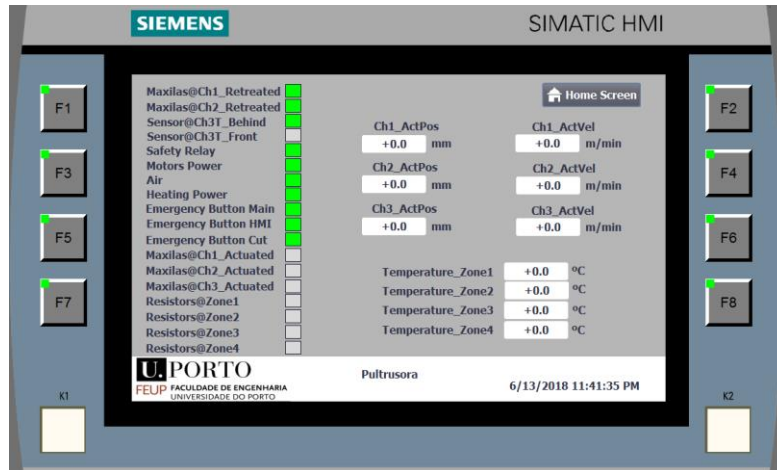 SIEMENS
SIMATIC HMI
F1
F3
F5
F7
K1
Maxilas@Ch1_Retreated
Maxilas@Ch2_Retreated
Sensor@Ch3T_Behind
Sensor@Ch3T_Front
Safety Relay
Motors Power
Air
Heating Power
Emergency Button Main
Emergency Button HMI
Emergency Button Cut
Maxilas@Ch1_Actuated
Maxilas@Ch2_Actuated
Maxilas@Ch3_Actuated
Resistors@Zone1
Resistors@Zone2
Resistors@Zone3
Resistors@Zone4
Home Screen
Ch1_ActPos
+0.0 mm
Ch1_ActVel
+0.0 m/min
Ch2_ActPos
+0.0 mm
Ch2_ActVel
+0.0 m/min
Ch3_ActPos
+0.0 mm
Ch3_ActVel
+0.0 m/min
Temperature_Zone1 +0.0 ºC
Temperature_Zone2 +0.0 ºC
Temperature_Zone3 +0.0 ºC
Temperature_Zone4 +0.0 ºC
U. PORTO
FEUP FACULDADE DE ENGENHARIA
UNIVERSIDADE DO PORTO
Pultrusora
6/13/2018 11:41:35 PM
F2
F4
F6
F8
K2